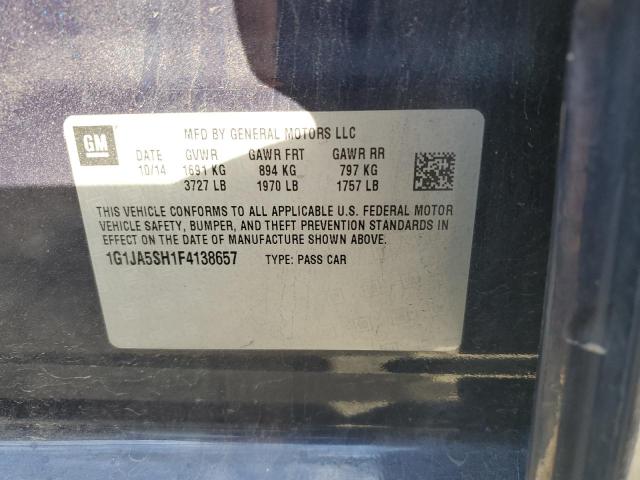 GM
MFD BY GENERAL MOTORS LLC
DATE GVWR GAWR FRT GAWR RR
10/14 1691 KG 894 KG 797 KG
3727 LB 1970 LB 1757 LB
THIS VEHICLE CONFORMS TO ALL APPLICABLE U.S. FEDERAL MOTOR
VEHICLE SAFETY, BUMPER, AND THEFT PREVENTION STANDARDS IN
EFFECT ON THE DATE OF MANUFACTURE SHOWN ABOVE.
1G1JA5SH1F4138657 TYPE: PASS CAR